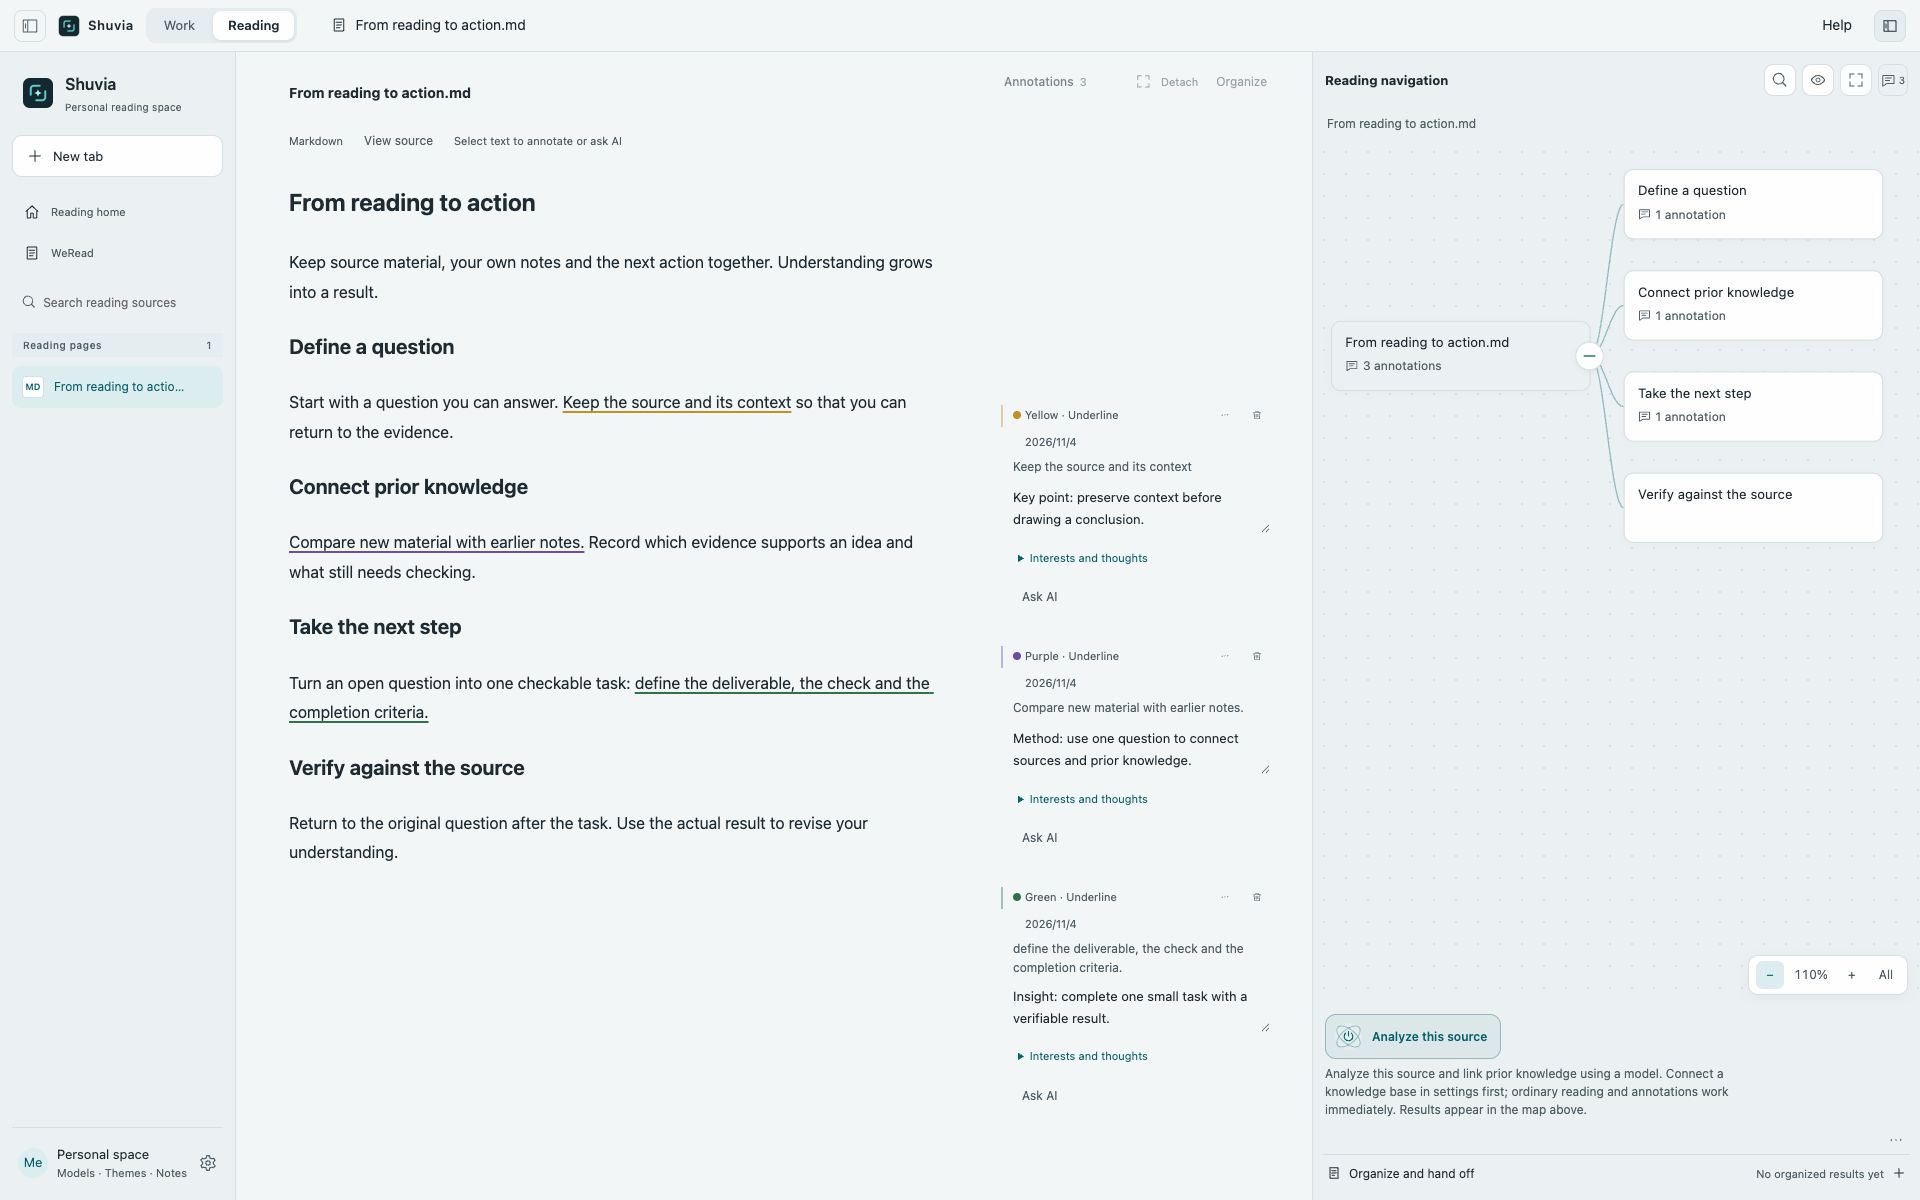 Shuvia
Work
Reading
From reading to action.md
Help
Shuvia
Personal reading space
New tab
Reading home
WeRead
Search reading sources
Reading pages 1
MD From reading to actio...
Me
Personal space
Models · Themes · Notes
From reading to action.md
Markdown View source Select text to annotate or ask AI
From reading to action
Keep source material, your own notes and the next action together. Understanding grows
into a result.
Define a question
Start with a question you can answer. Keep the source and its context so that you can
return to the evidence.
Connect prior knowledge
Compare new material with earlier notes. Record which evidence supports an idea and
what still needs checking.
Take the next step
Turn an open question into one checkable task: define the deliverable, the check and the
completion criteria.
Verify against the source
Return to the original question after the task. Use the actual result to revise your
understanding.
Annotations 3 Detach Organize
Yellow · Underline
2026/11/4
Keep the source and its context
Key point: preserve context before
drawing a conclusion.
Interests and thoughts
Ask AI
Purple · Underline
2026/11/4
Compare new material with earlier notes.
Method: use one question to connect
sources and prior knowledge.
Interests and thoughts
Ask AI
Green · Underline
2026/11/4
define the deliverable, the check and the
completion criteria.
Insight: complete one small task with a
verifiable result.
Interests and thoughts
Ask AI
Reading navigation 3
From reading to action.md
From reading to action.md
3 annotations
Define a question
1 annotation
Connect prior knowledge
1 annotation
Take the next step
1 annotation
Verify against the source
− 110% + All
Analyze this source
Analyze this source and link prior knowledge using a model. Connect a
knowledge base in settings first; ordinary reading and annotations work
immediately. Results appear in the map above.
Organize and hand off No organized results yet +